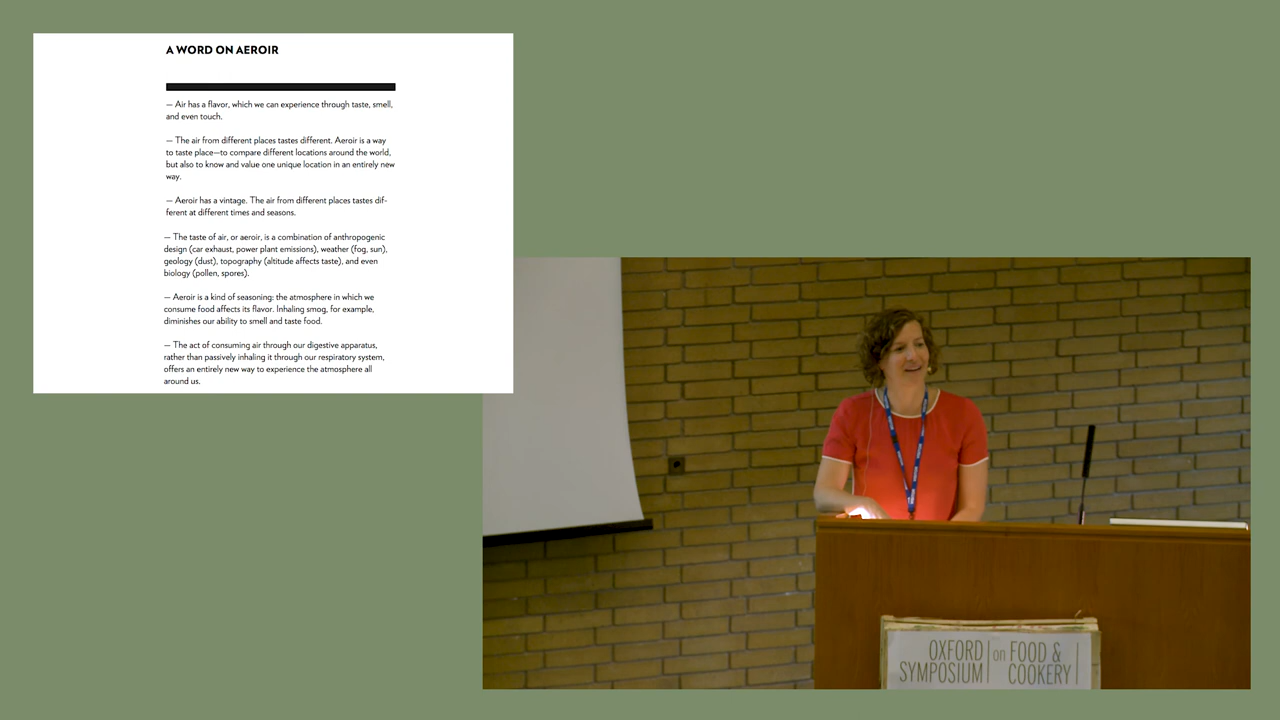 A WORD ON AEROIR
— Air has a flavor, which we can experience through taste, smell,
and even touch.
— The air from different places tastes different. Aeroir is a way
to taste place—to compare different locations around the world,
but also to know and value one unique location in an entirely new
way.
— Aeroir has a vintage. The air from different places tastes dif-
ferent at different times and seasons.
— The taste of air, or aeroir, is a combination of anthropogenic
design (car exhaust, power plant emissions), weather (fog, sun),
geology (dust), topography (altitude affects taste), and even
biology (pollen, spores).
— Aeroir is a kind of seasoning: the atmosphere in which we
consume food affects its flavor. Inhaling smog, for example,
diminishes our ability to smell and taste food.
— The act of consuming air through our digestive apparatus,
rather than passively inhaling it through our respiratory system,
offers an entirely new way to experience the atmosphere all
around us.
OXFORD SYMPOSIUM on FOOD & COOKERY